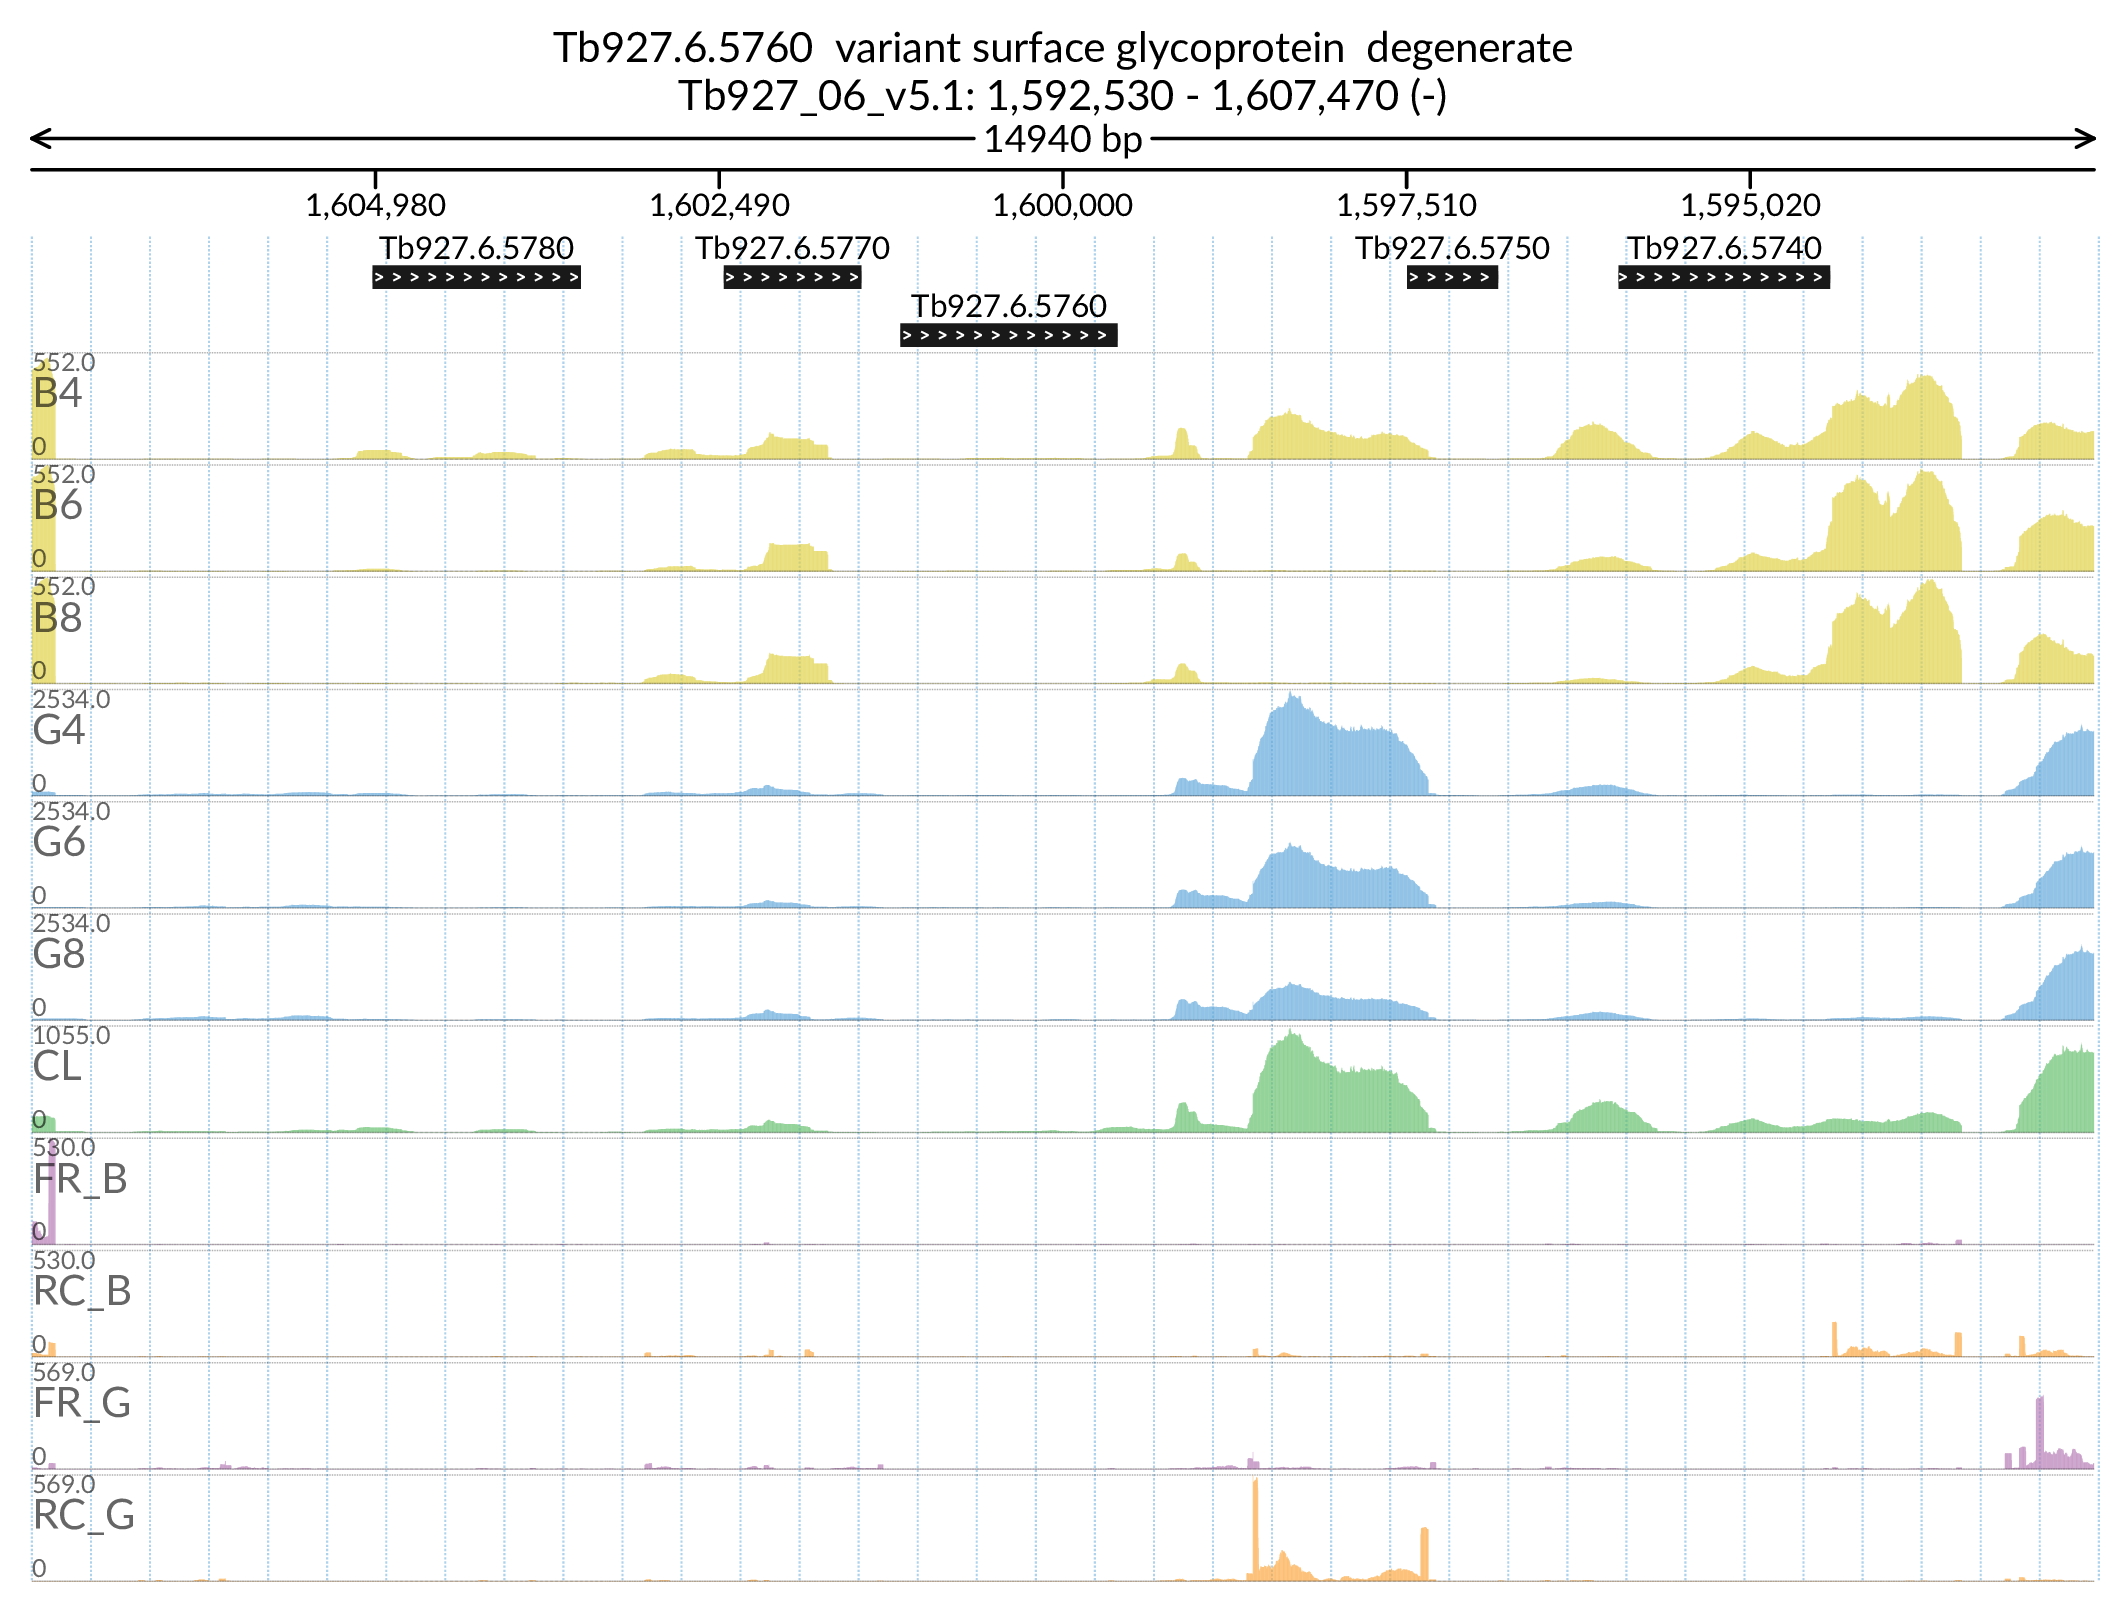 Tb927.6.5760 variant surface glycoprotein degenerate
Tb927_06_v5.1: 1,592,530 - 1,607,470 (-)
14940 bp
1,604,980 1,602,490 1,600,000 1,597,510 1,595,020
Tb927.6.5780 Tb927.6.5770 Tb927.6.5750 Tb927.6.5740
Tb927.6.5760
552.0
B4
0
552.0
B6
0
552.0
B8
0
2534.0
G4
0
2534.0
G6
0
2534.0
G8
0
1055.0
CL
0
530.0
FR_B
0
530.0
RC_B
0
569.0
FR_G
0
569.0
RC_G
0